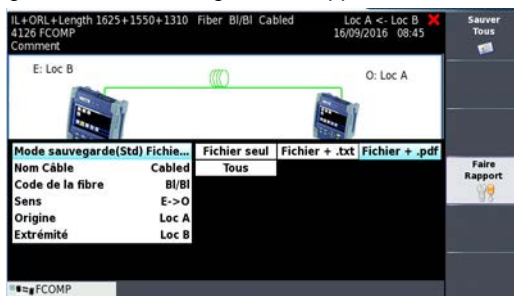 IL+ORL+Length 1625+1550+1310 Fiber Bl/Bl Cabled Loc A <- Loc B
4126 FCOMP 16/09/2016 08:45
Comment
Sauver
Tous
E: Loc B
O: Loc A
Mode sauvegarde(Std) Fichie... Fichier seul Fichier + .txt Fichier + .pdf
Nom Câble Cabled Tous
Code de la fibre Bl/Bl
Sens E->O
Origine Loc A
Extrémité Loc B
Faire
Rapport
FCOMP